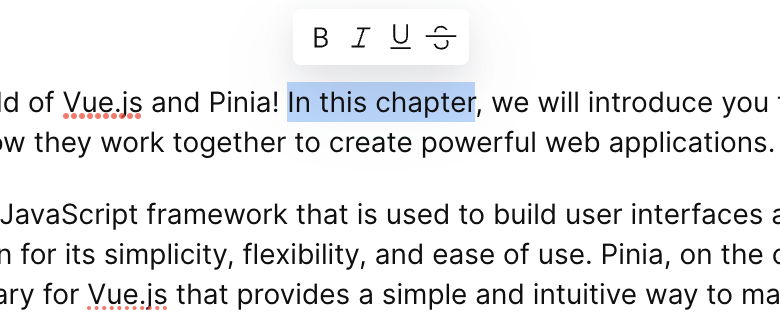 B I U S
ld of Vue.js and Pinia! In this chapter, we will introduce you
ow they work together to create powerful web applications.
JavaScript framework that is used to build user interfaces a
n for its simplicity, flexibility, and ease of use. Pinia, on the
ary for Vue.js that provides a simple and intuitive way to ma